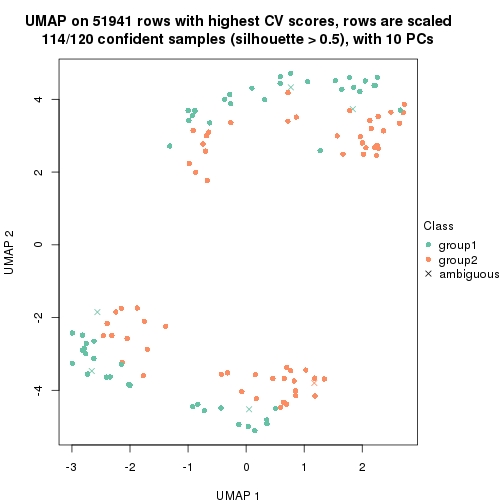 UMAP on 51941 rows with highest CV scores, rows are scaled
114/120 confident samples (silhouette > 0.5), with 10 PCs
4
2
0
-2
-4
UMAP 2
-3
-2
-1
0
1
2
UMAP 1
Class
group1
group2
ambiguous